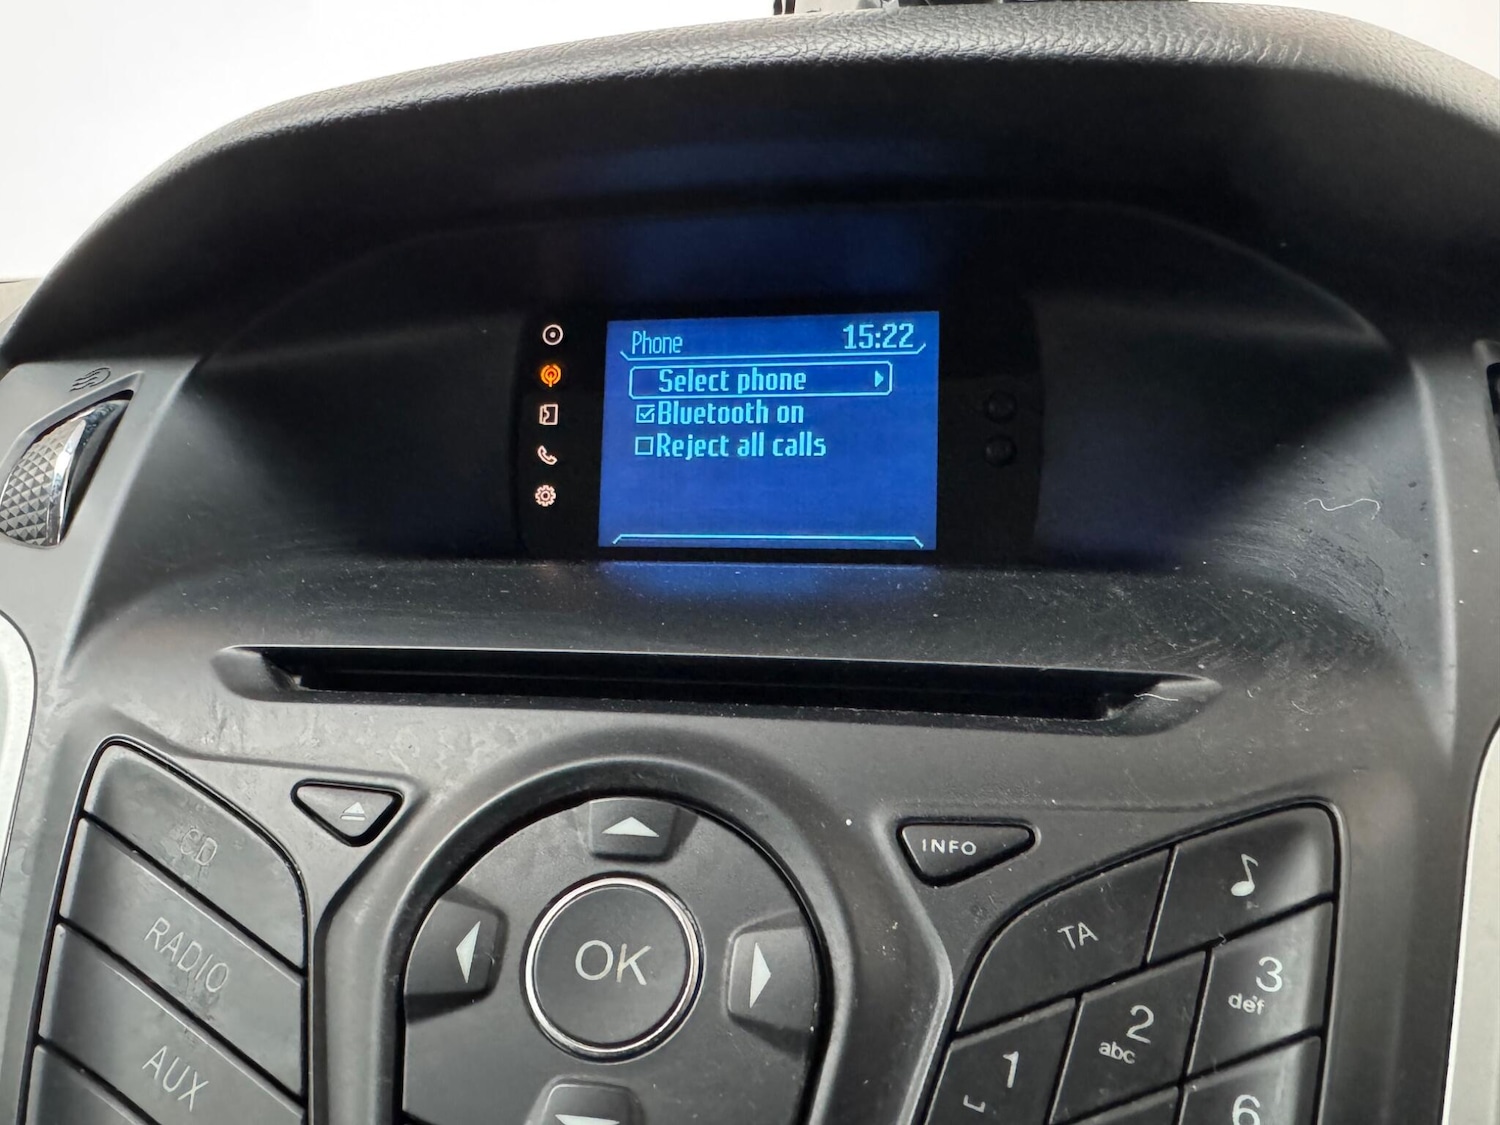 Phone 15:22
Select phone
Bluetooth on
Reject all calls
CD
RADIO
AUX
OK
INFO
TA
1
2
abc
3
def
6